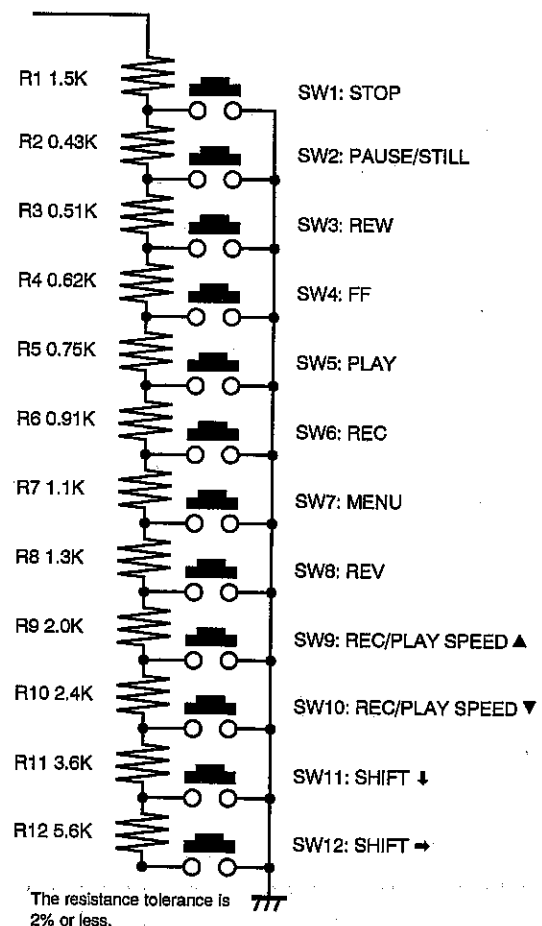 R1 1.5K
SW1: STOP
R2 0.43K
SW2: PAUSE/STILL
R3 0.51K
SW3: REW
R4 0.62K
SW4: FF
R5 0.75K
SW5: PLAY
R6 0.91K
SW6: REC
R7 1.1K
SW7: MENU
R8 1.3K
SW8: REV
R9 2.0K
SW9: REC/PLAY SPEED ▲
R10 2.4K
SW10: REC/PLAY SPEED ▼
R11 3.6K
SW11: SHIFT ⬇
R12 5.6K
SW12: SHIFT ➡
The resistance tolerance is
2% or less.